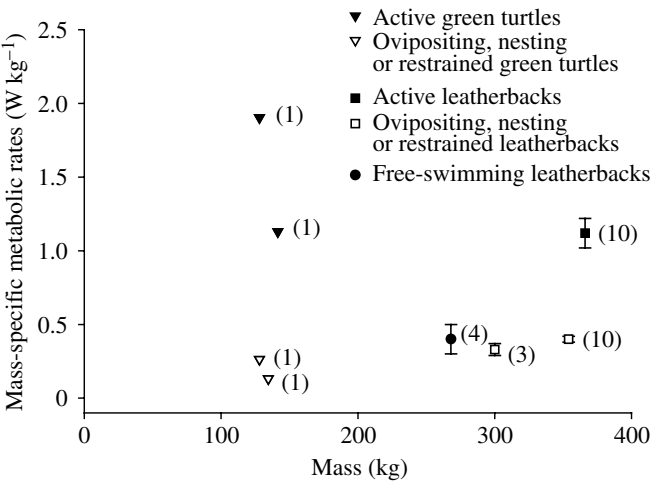 Active green turtles
Ovipositing, nesting
or restrained green turtles
Active leatherbacks
Ovipositing, nesting
or restrained leatherbacks
Free-swimming leatherbacks
Mass-specific metabolic rates (W kg⁻¹)
2.5
2.0
1.5
1.0
0.5
0
(1)
(1)
(10)
(4)
(3)
(10)
(1)
(1)
0
100
200
300
400
Mass (kg)